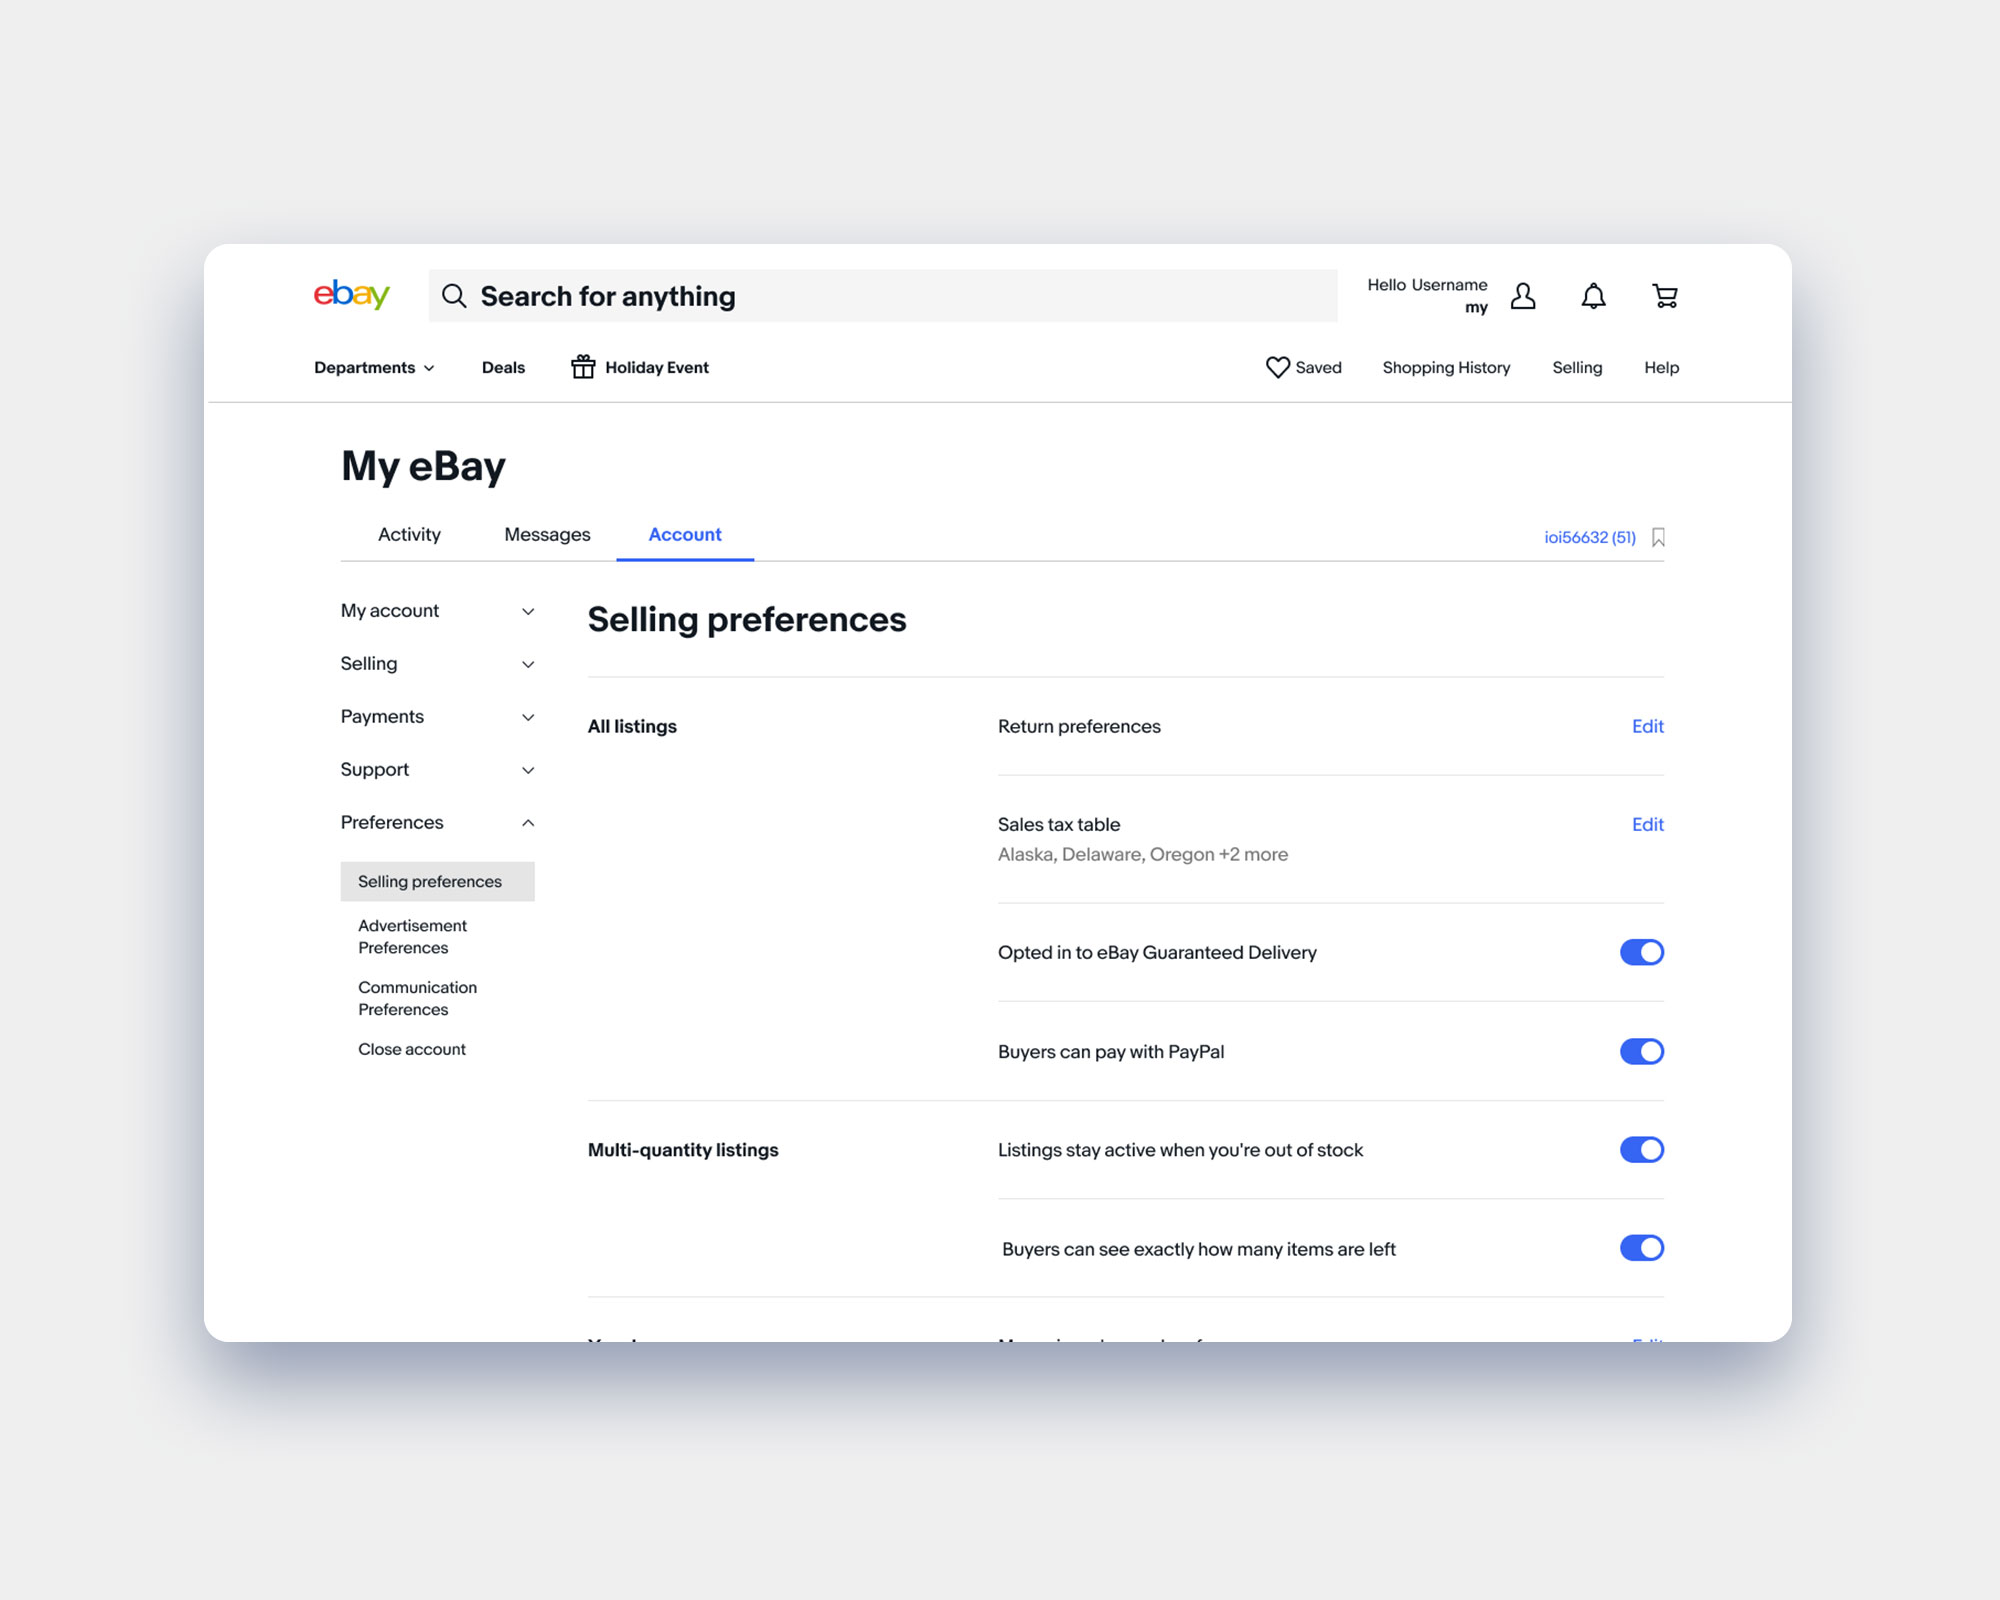 ebay
Search for anything
Hello Username
my
Departments
Deals
Holiday Event
Saved
Shopping History
Selling
Help
My eBay
Activity
Messages
Account
ioi56632 (51)
My account
Selling
Payments
Support
Preferences
Selling preferences
Advertisement
Preferences
Communication
Preferences
Close account
Selling preferences
All listings
Return preferences
Edit
Sales tax table
Edit
Alaska, Delaware, Oregon +2 more
Opted in to eBay Guaranteed Delivery
Buyers can pay with PayPal
Multi-quantity listings
Listings stay active when you're out of stock
Buyers can see exactly how many items are left
Edit